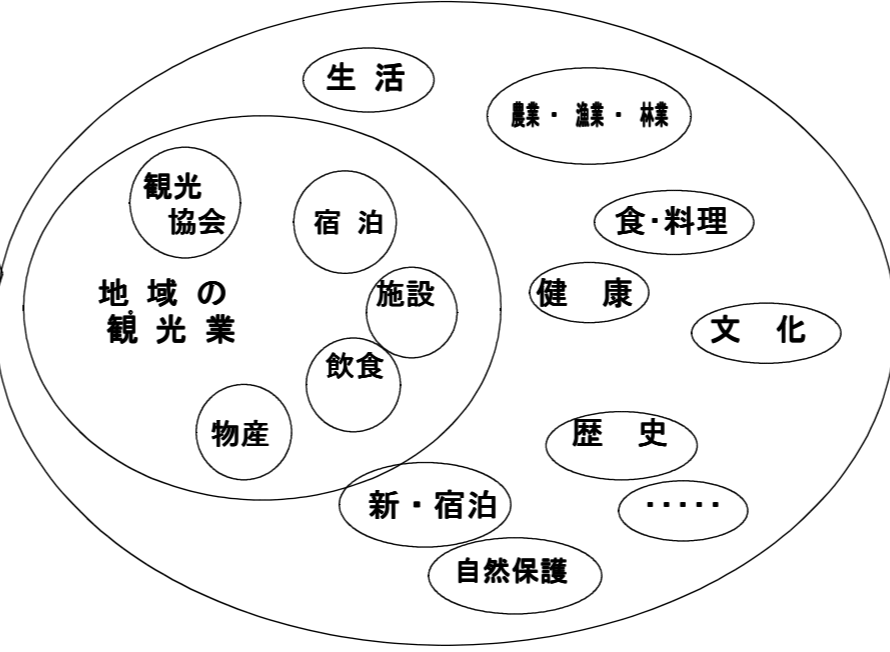 生活
農業・漁業・林業
観光
協会
宿泊
食・料理
地域の
観光業
施設
健康
文化
飲食
物産
歴史
新・宿泊
・・・・・
自然保護